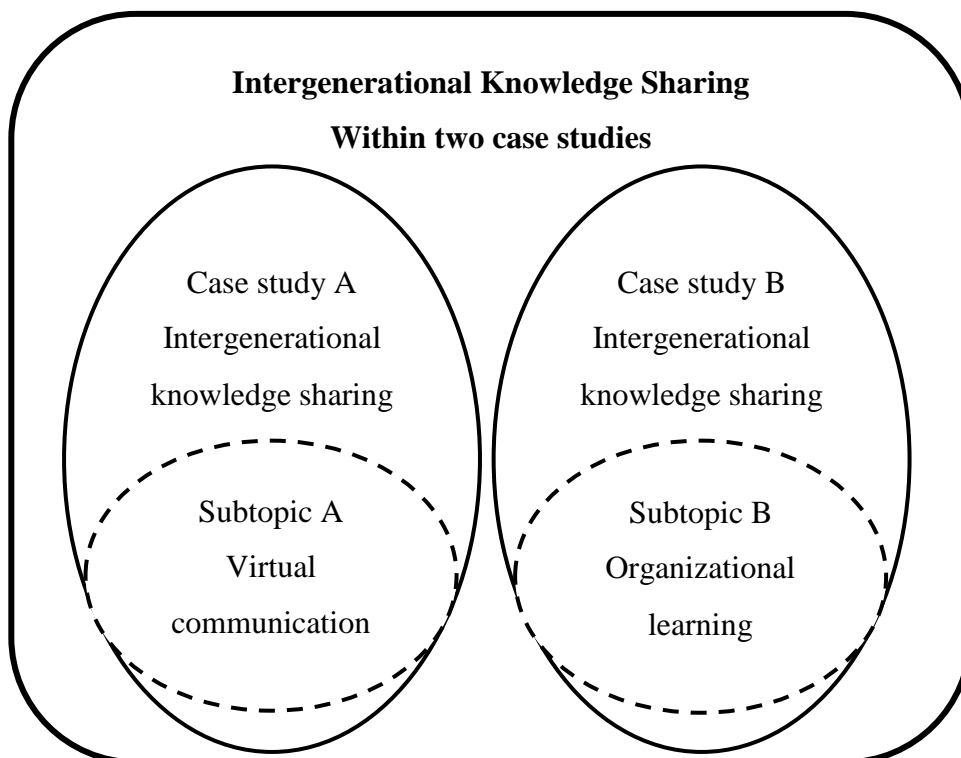 Intergenerational Knowledge Sharing
Within two case studies
Case study A
Intergenerational
knowledge sharing
Subtopic A
Virtual
communication
Case study B
Intergenerational
knowledge sharing
Subtopic B
Organizational
learning